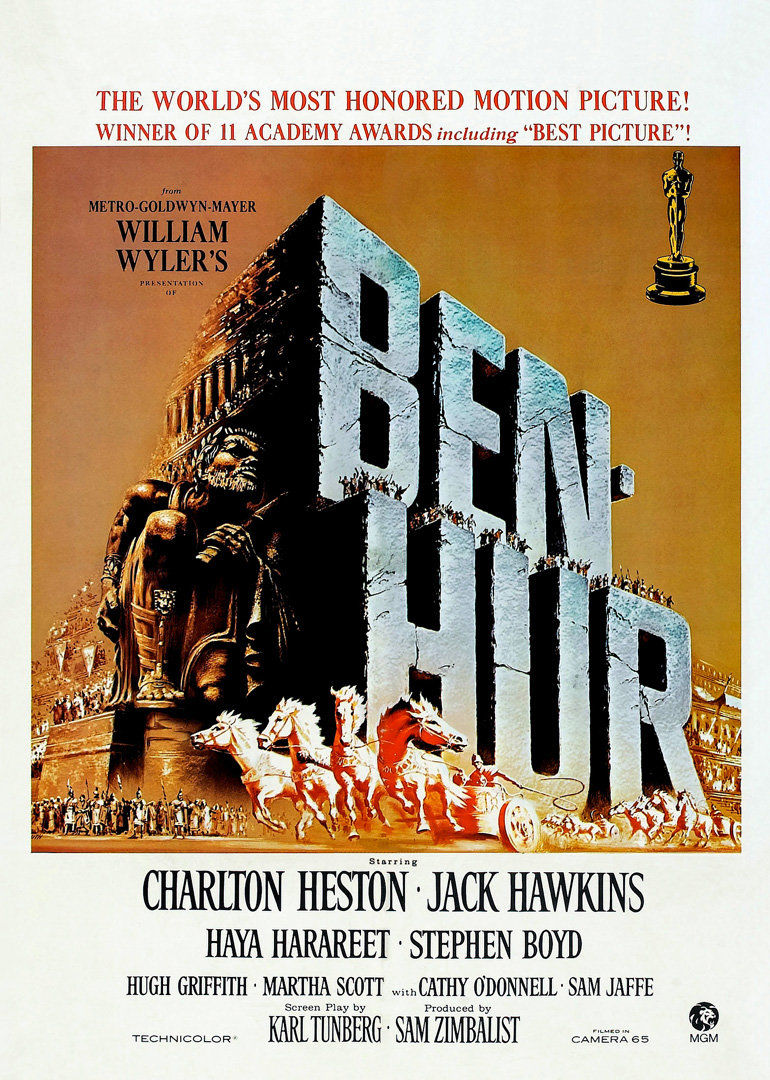 THE WORLD'S MOST HONORED MOTION PICTURE!
WINNER OF 11 ACADEMY AWARDS including "BEST PICTURE"!
from
METRO-GOLDWYN-MAYER
WILLIAM
WYLER'S
PRESENTATION
OF
BEN-
HUR
Starring
CHARLTON HESTON · JACK HAWKINS
HAYA HARAREET · STEPHEN BOYD
HUGH GRIFFITH · MARTHA SCOTT with CATHY O'DONNELL · SAM JAFFE
Screen Play by
KARL TUNBERG · 
Produced by
SAM ZIMBALIST
TECHNICOLOR®
FILMED IN
CAMERA 65
MGM